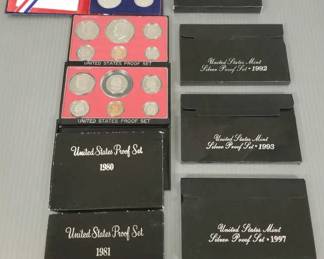 UNITED STATES PROOF SET
UNITED STATES PROOF SET
United States Proof Set
1980
United States Proof Set
1981
United States Mint
Silver Proof Set • 1992
United States Mint
Silver Proof Set • 1993
United States Mint
Silver Proof Set • 1997